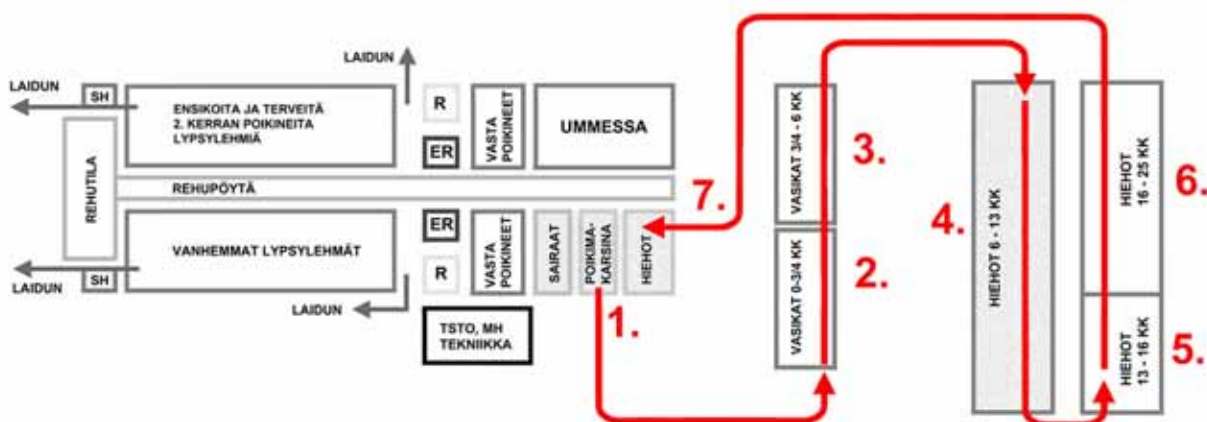 LAIDUN
LAIDUN
SH
ENSIKOITA JA TERVEITÄ
2. KERRAN POIKINEITA
LYPSYLEHMIÄ
R
ER
VASTA
POIKINEET
UMMESSA
REHUTILA
REHUPÖYTÄ
VANHEMMAT LYPSYLEHMÄT
SH
LAIDUN
LAIDUN
ER
R
VASTA
POIKINEET
SAIRAAT
POIKIMA-
KARSINA
HIEHOT
TSTO, MH
TEKNIIKKA
1.
VASIKAT 0-3/4 KK
2.
VASIKAT 3/4 - 6 KK
3.
4.
HIEHOT 6 - 13 KK
HIEHOT
13 - 16 KK
5.
HIEHOT
16 - 25 KK
6.
7.